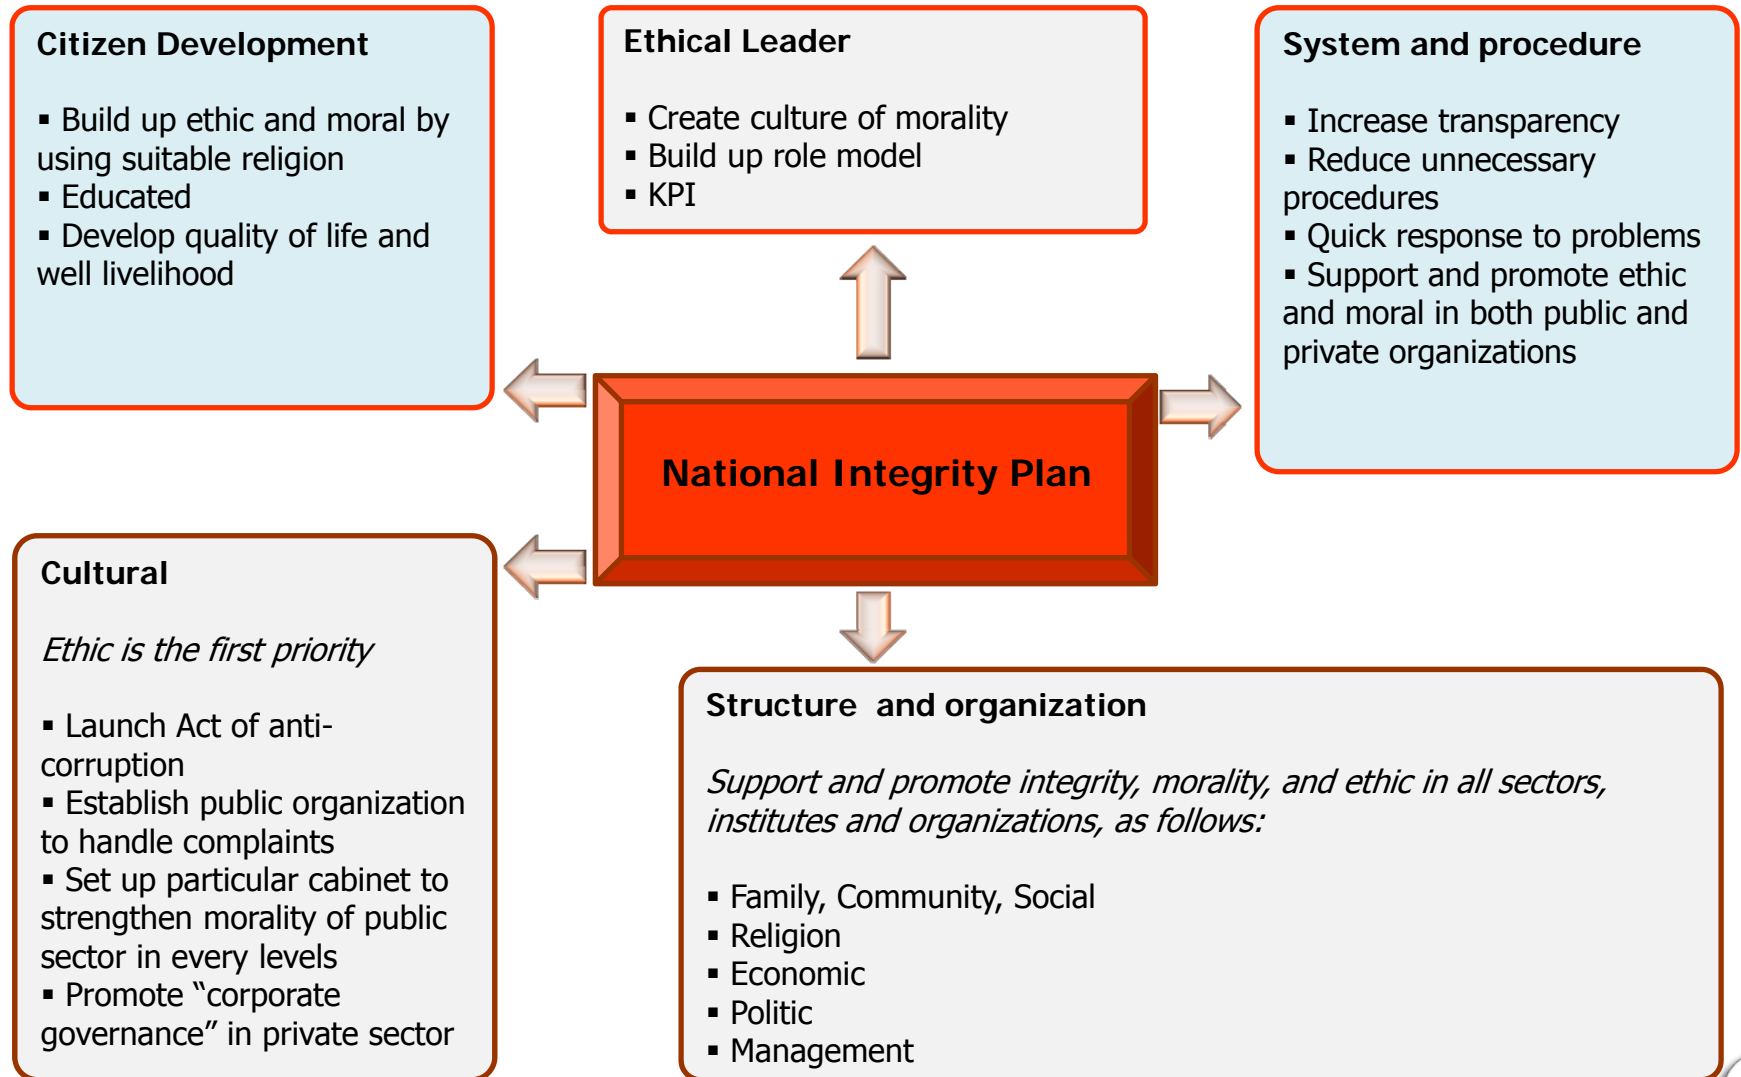 Citizen Development
▪ Build up ethic and moral by
using suitable religion
▪ Educated
▪ Develop quality of life and
well livelihood
Ethical Leader
▪ Create culture of morality
▪ Build up role model
▪ KPI
System and procedure
▪ Increase transparency
▪ Reduce unnecessary
procedures
▪ Quick response to problems
▪ Support and promote ethic
and moral in both public and
private organizations
National Integrity Plan
Cultural
Ethic is the first priority
▪ Launch Act of anti-
corruption
▪ Establish public organization
to handle complaints
▪ Set up particular cabinet to
strengthen morality of public
sector in every levels
▪ Promote “corporate
governance” in private sector
Structure  and organization
Support and promote integrity, morality, and ethic in all sectors,
institutes and organizations, as follows:
▪ Family, Community, Social
▪ Religion
▪ Economic
▪ Politic
▪ Management